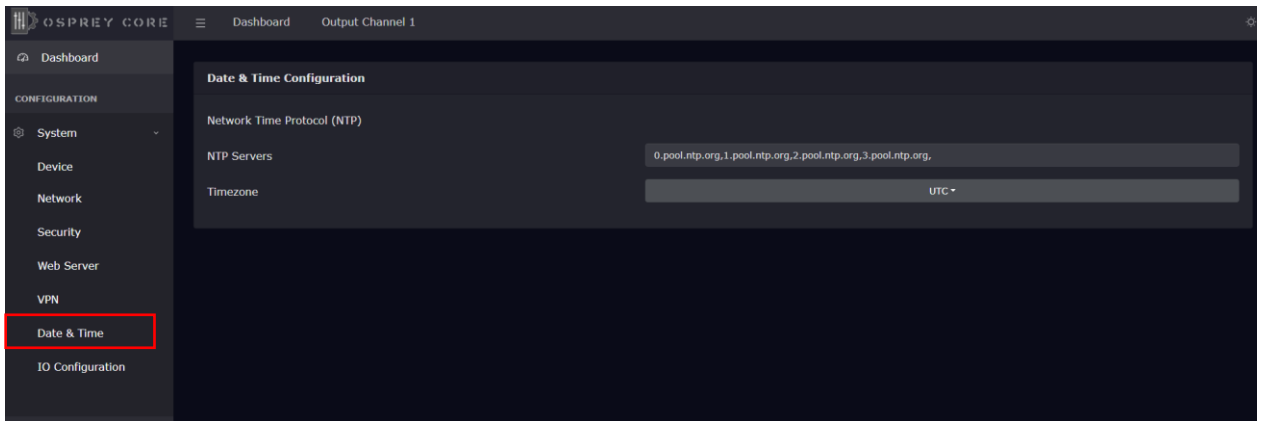 OSPREY CORE
Dashboard Output Channel 1
Dashboard
CONFIGURATION
System
Device
Network
Security
Web Server
VPN
Date & Time
IO Configuration
Date & Time Configuration
Network Time Protocol (NTP)
NTP Servers 0.pool.ntp.org,1.pool.ntp.org,2.pool.ntp.org,3.pool.ntp.org,
Timezone UTC